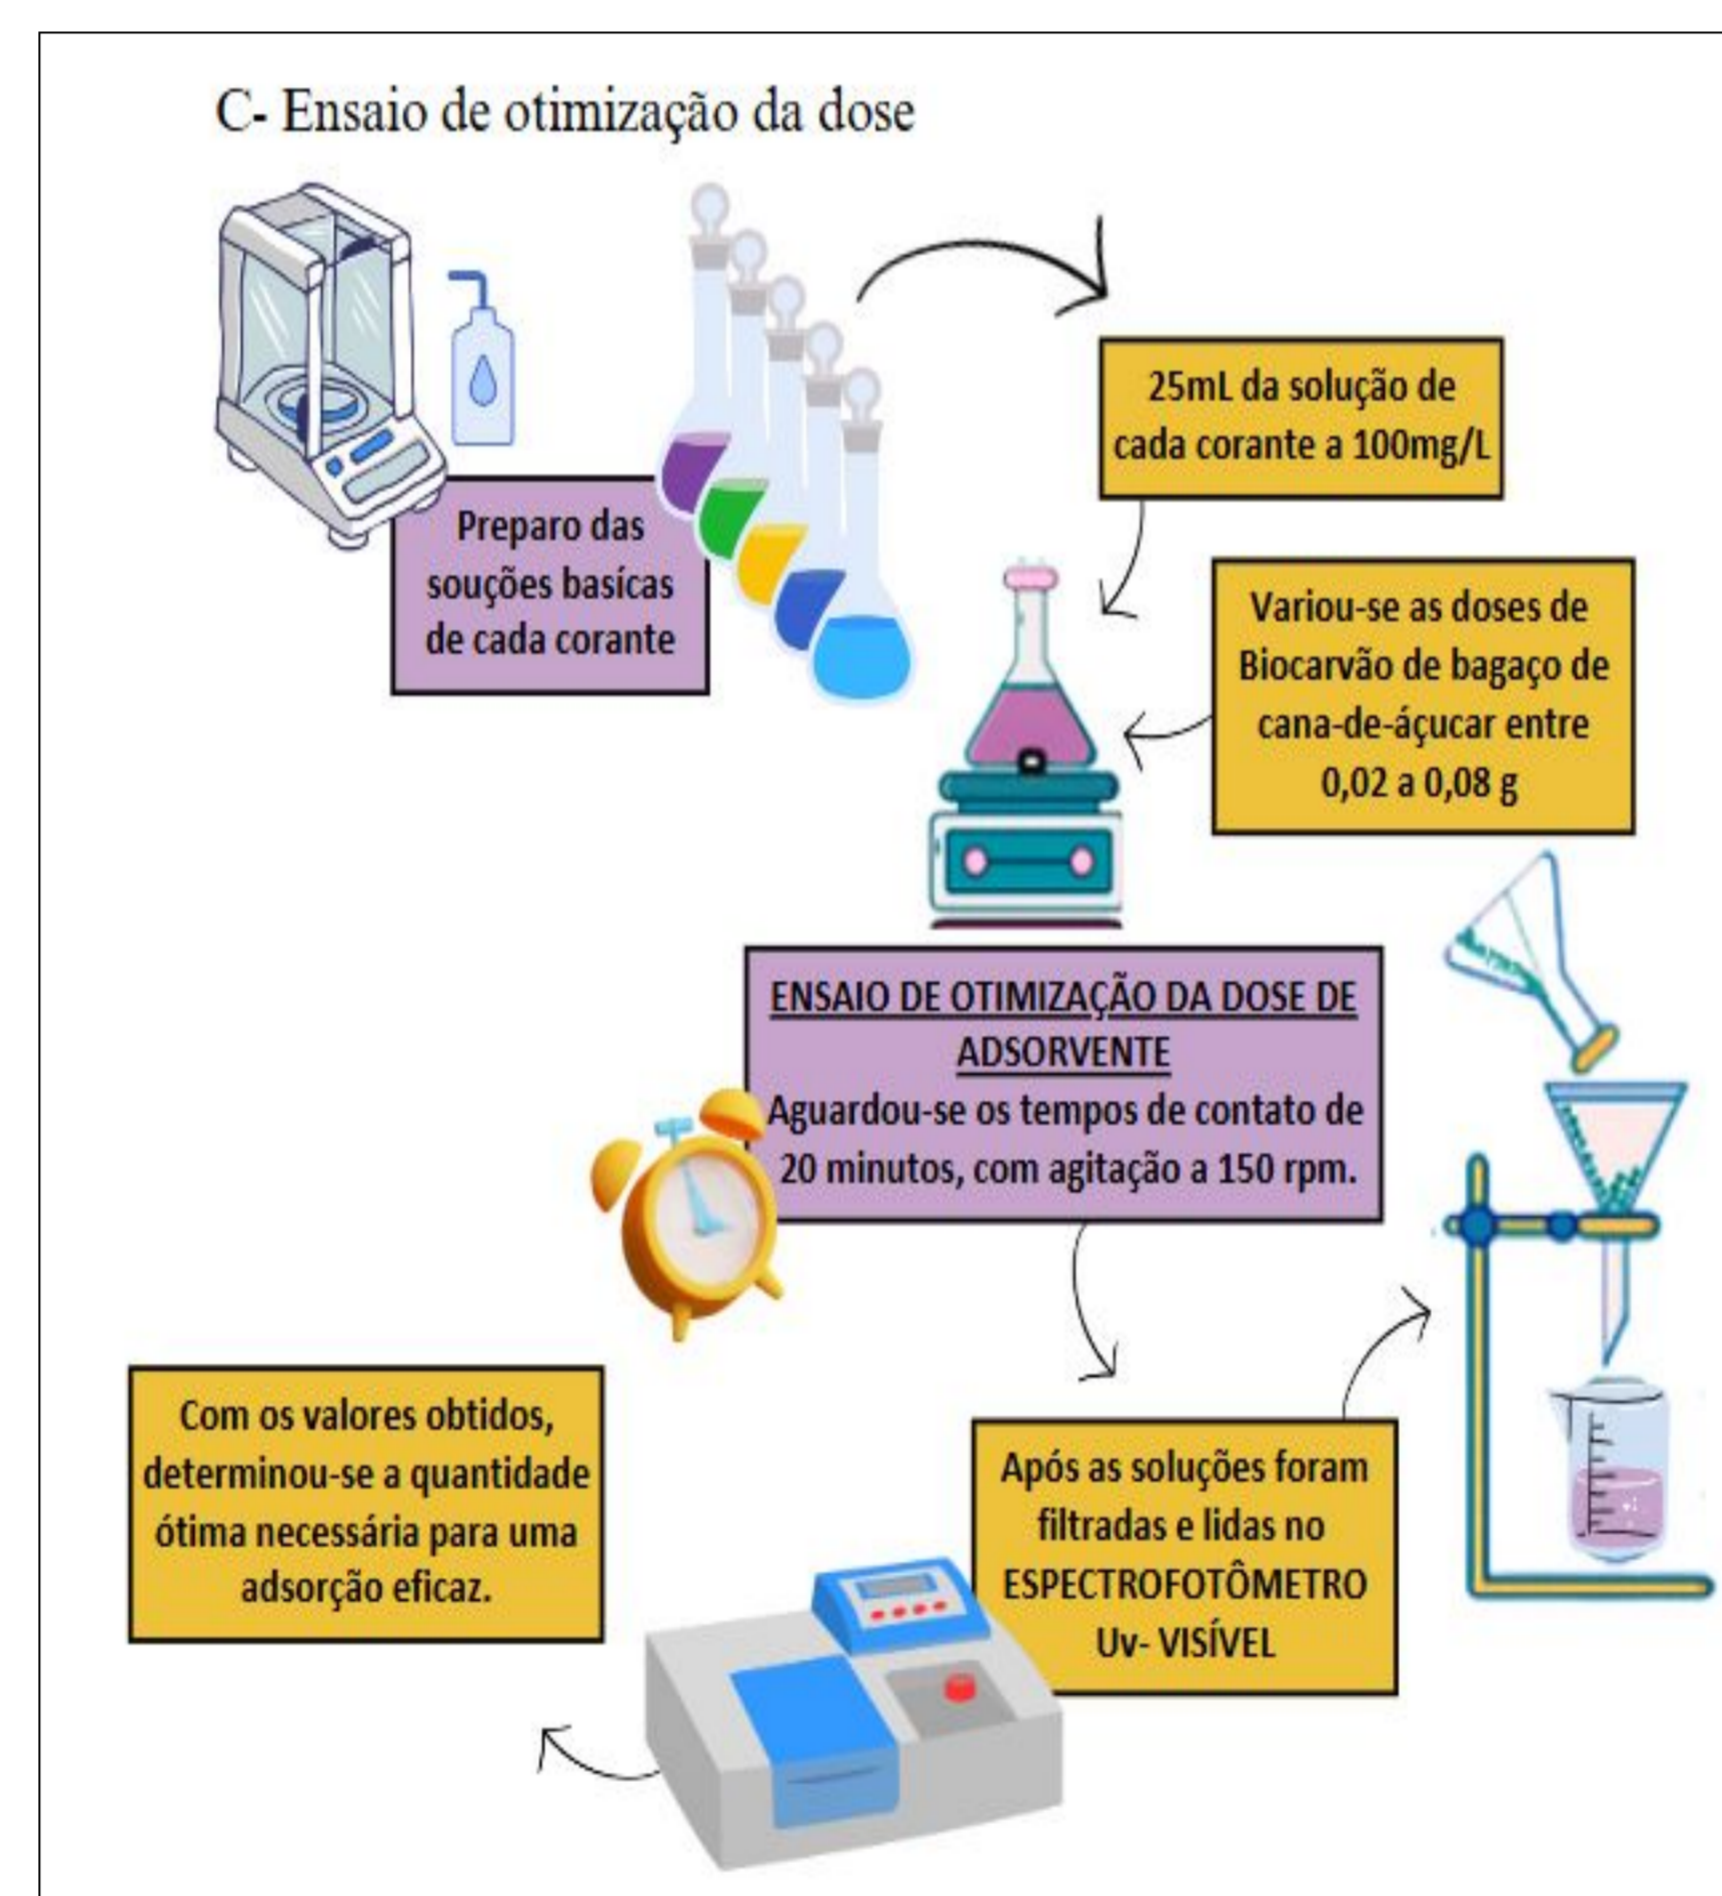 C- Ensaio de otimização da dose
Preparo das
souções basícas
de cada corante
25mL da solução de
cada corante a 100mg/L
Variou-se as doses de
Biocarvão de bagaço de
cana-de-áçucar entre
0,02 a 0,08 g
ENSAIO DE OTIMIZAÇÃO DA DOSE DE
ADSORVENTE
Aguardou-se os tempos de contato de
20 minutos, com agitação a 150 rpm.
Após as soluções foram
filtradas e lidas no
ESPECTROFOTÔMETRO
Uv- VISÍVEL
Com os valores obtidos,
determinou-se a quantidade
ótima necessária para uma
adsorção eficaz.